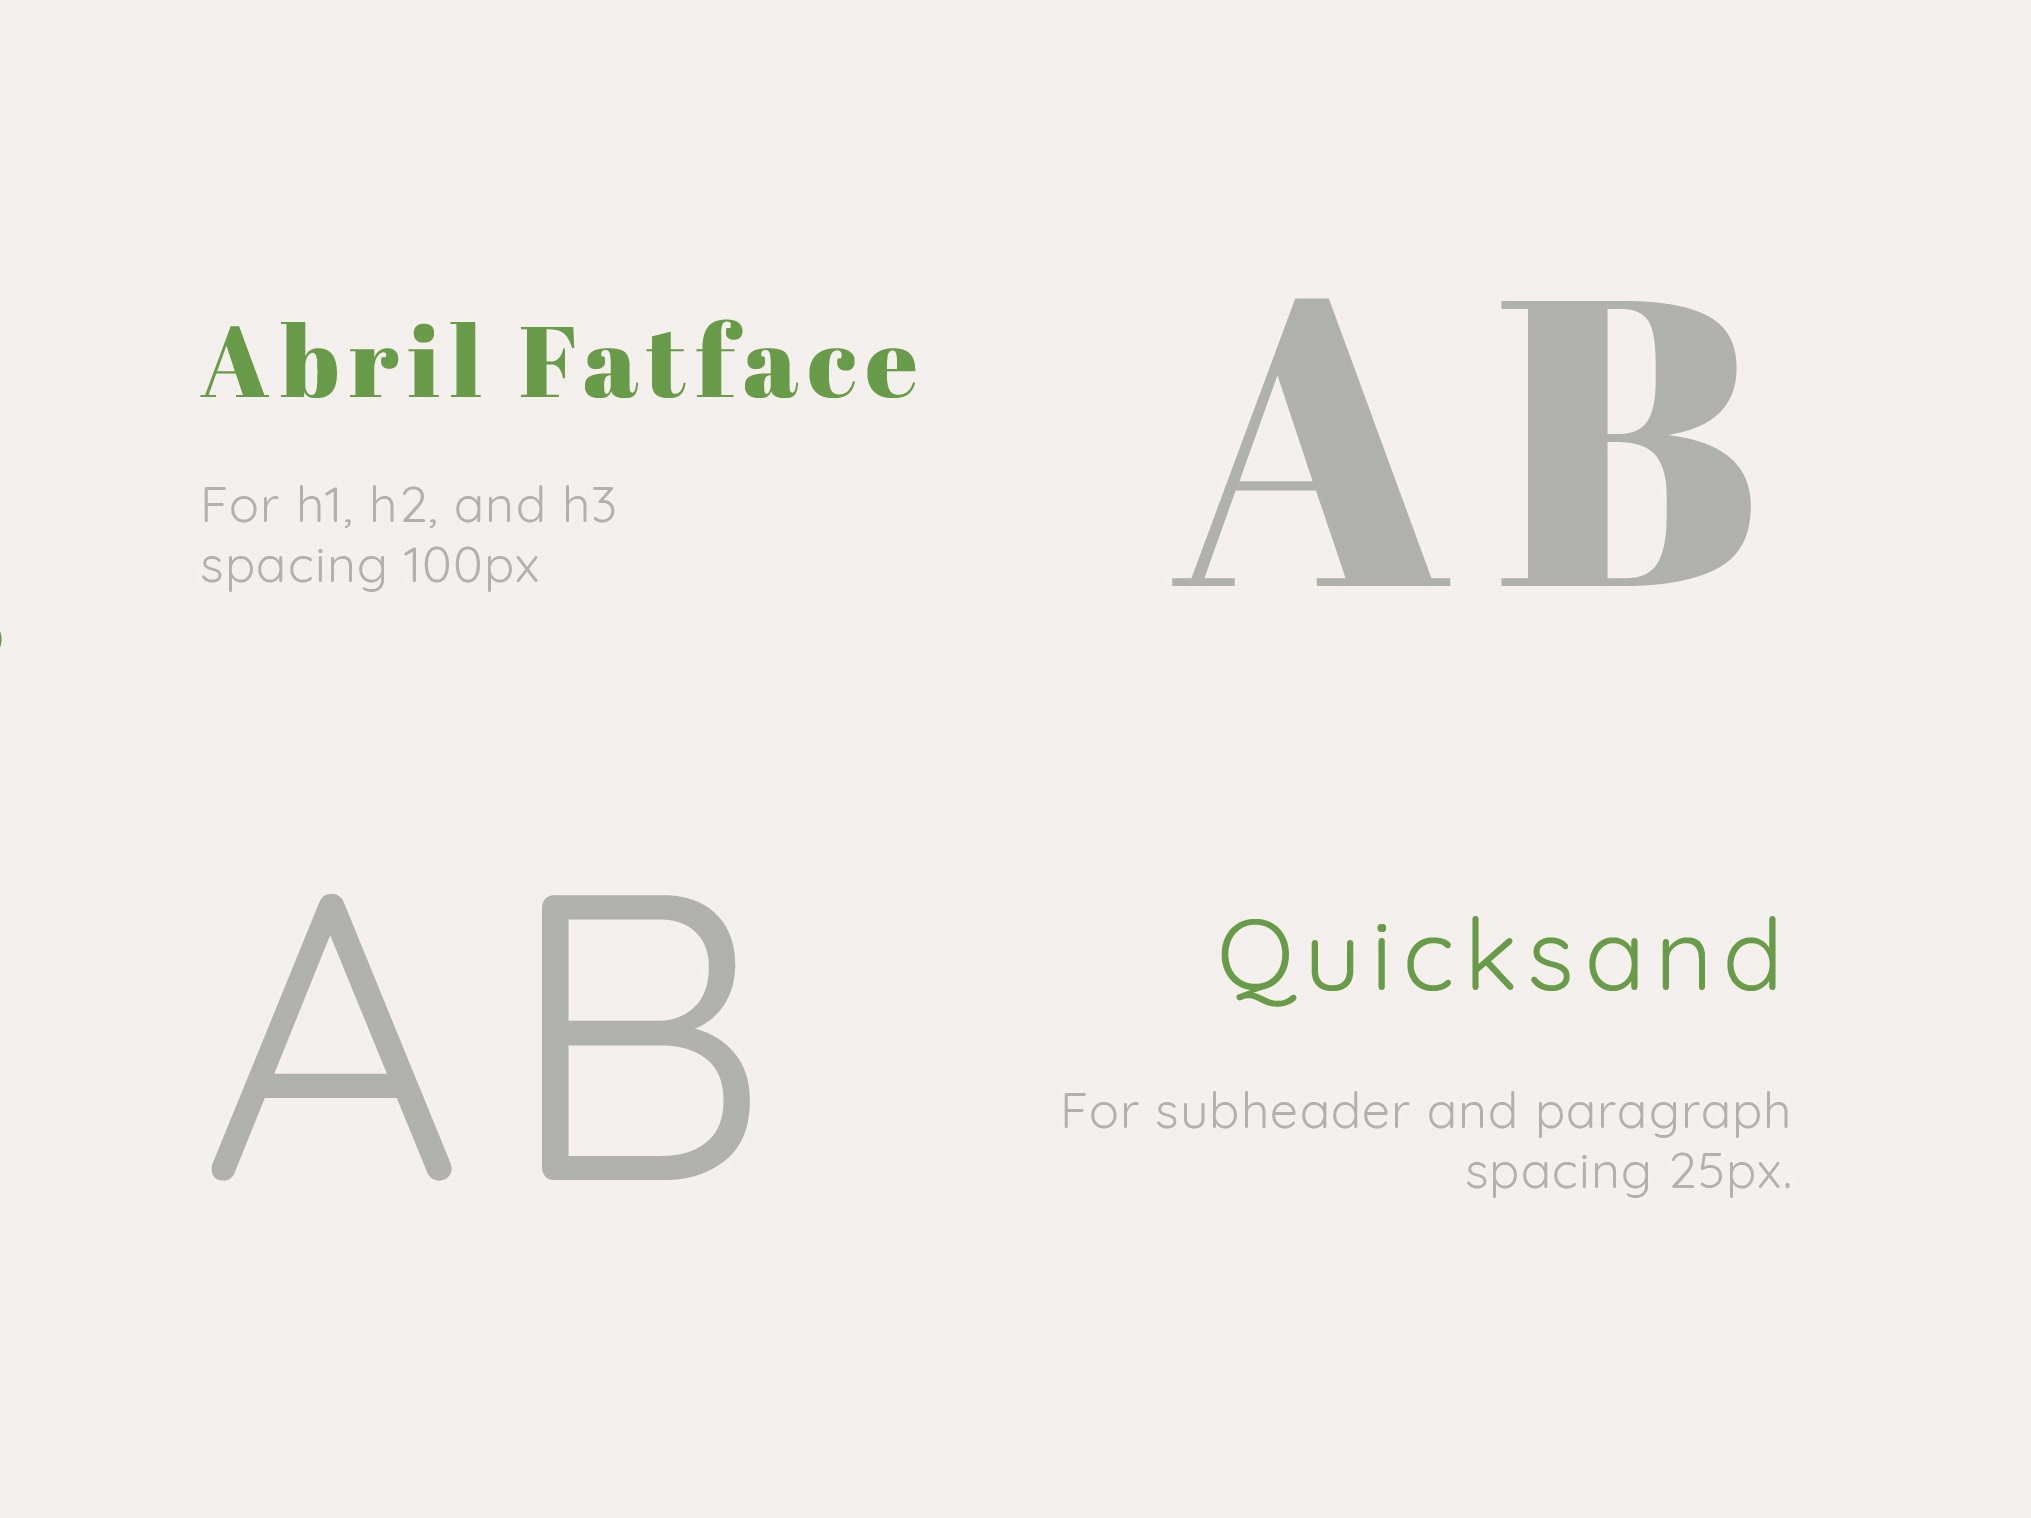 Abril Fatface
For h1, h2, and h3
spacing 100px
AB
AB
Quicksand
For subheader and paragraph
spacing 25px.